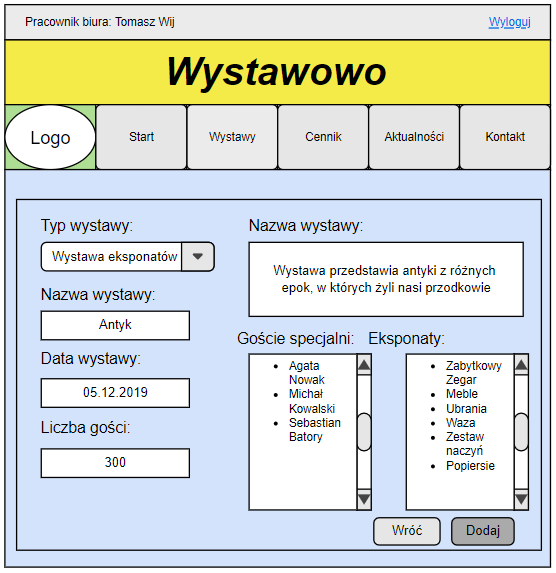 Pracownik biura: Tomasz Wij
Wyloguj
Wystawowo
Logo
Start
Wystawy
Cennik
Aktualności
Kontakt
Typ wystawy:
Wystawa eksponatów
Nazwa wystawy:
Antyk
Data wystawy:
05.12.2019
Liczba gości:
300
Nazwa wystawy:
Wystawa przedstawia antyki z różnych
epok, w których żyli nasi przodkowie
Goście specjalni:
Agata
Nowak
Michał
Kowalski
Sebastian
Batory
Eksponaty:
Zabytkowy
Zegar
Meble
Ubrania
Waza
Zestaw
naczyń
Popiersie
Wróć
Dodaj